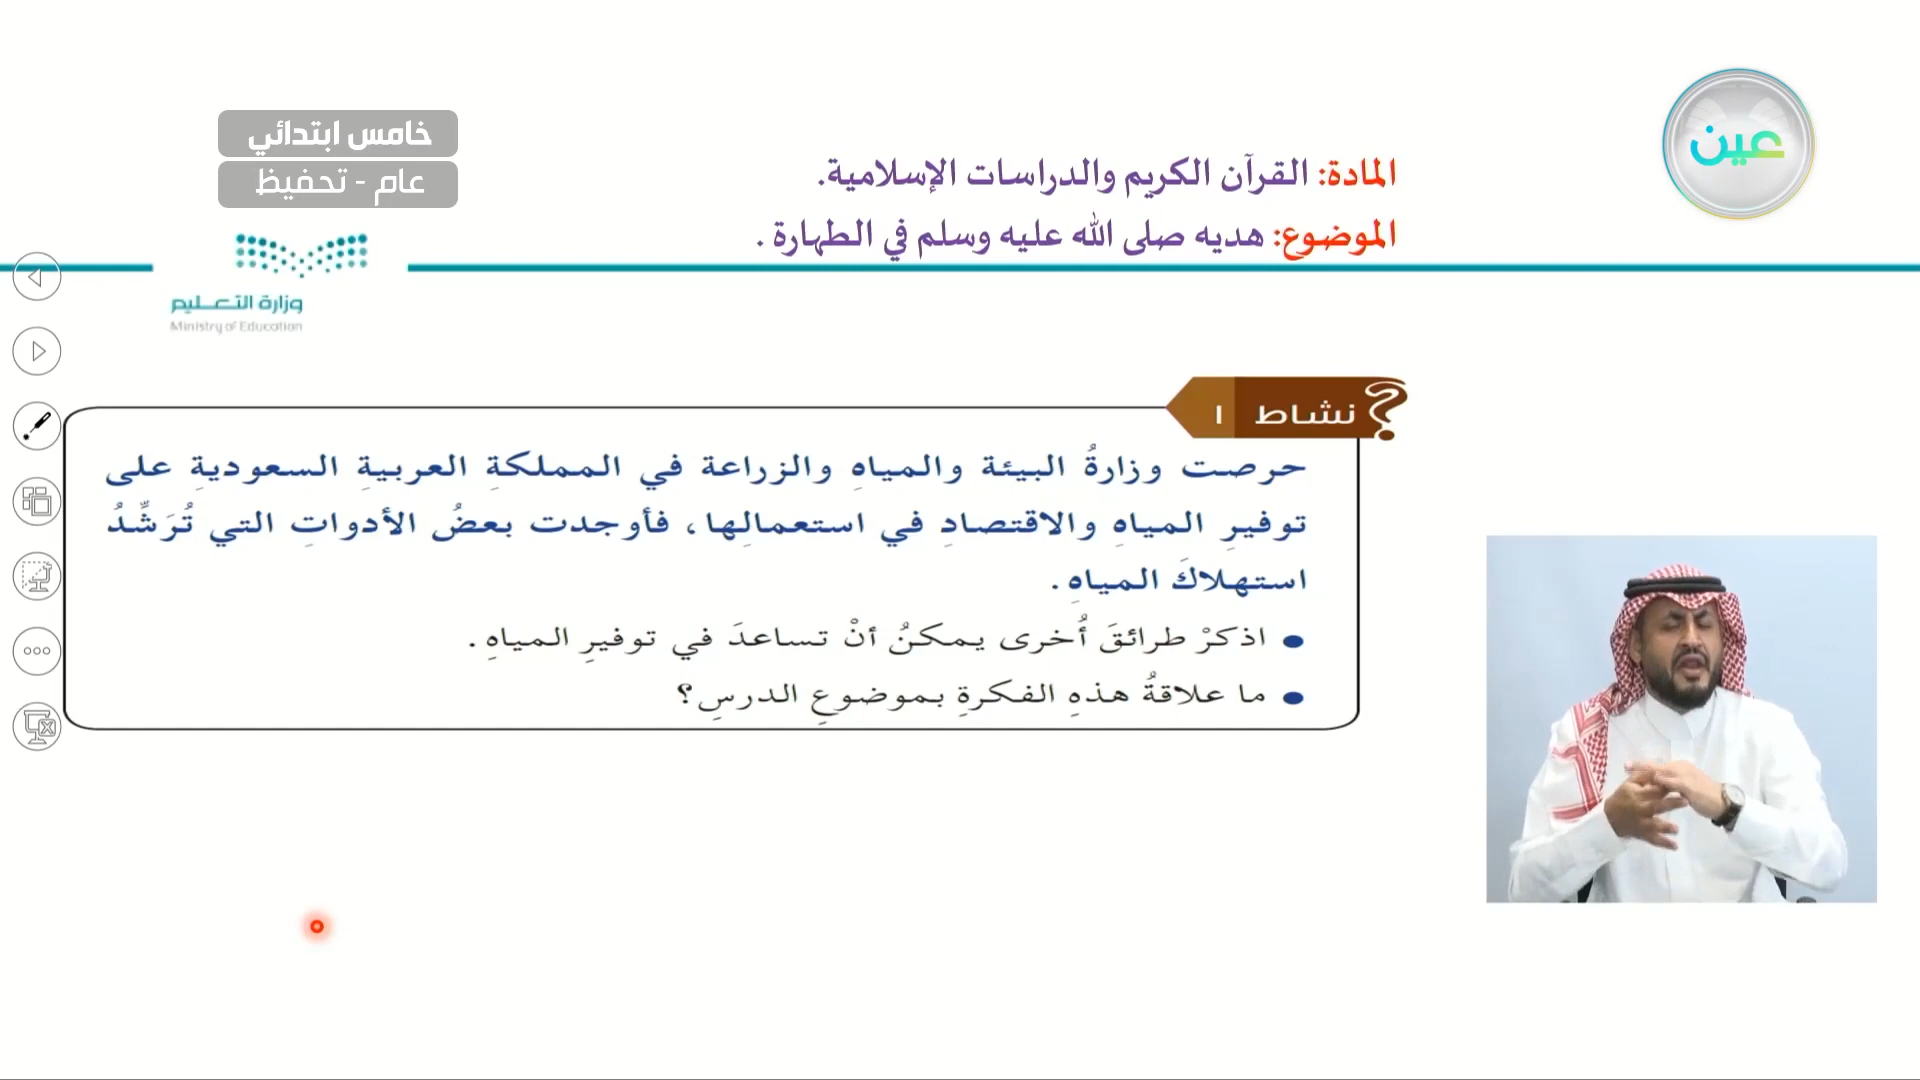 عين
خامس ابتدائي
عام - تحفيظ
المادة: القرآن الكريم والدراسات الإسلامية.
الموضوع: هديه صلى الله عليه وسلم في الطهارة .
وزارة التعليم
Ministry of Education
نشاط ١
حرصت وزارةُ البيئة والمياهِ والزراعة في المملكةِ العربيةِ السعوديةِ على
توفيرِ المياهِ والاقتصادِ في استعمالِها، فأوجدت بعضُ الأدواتِ التي تُرَشِّدُ
استهلاكَ المياهِ .
● اذكرْ طرائقَ أُخرى يمكنُ أنْ تساعدَ في توفيرِ المياهِ .
● ما علاقةُ هذهِ الفكرةِ بموضوعِ الدرسِ؟